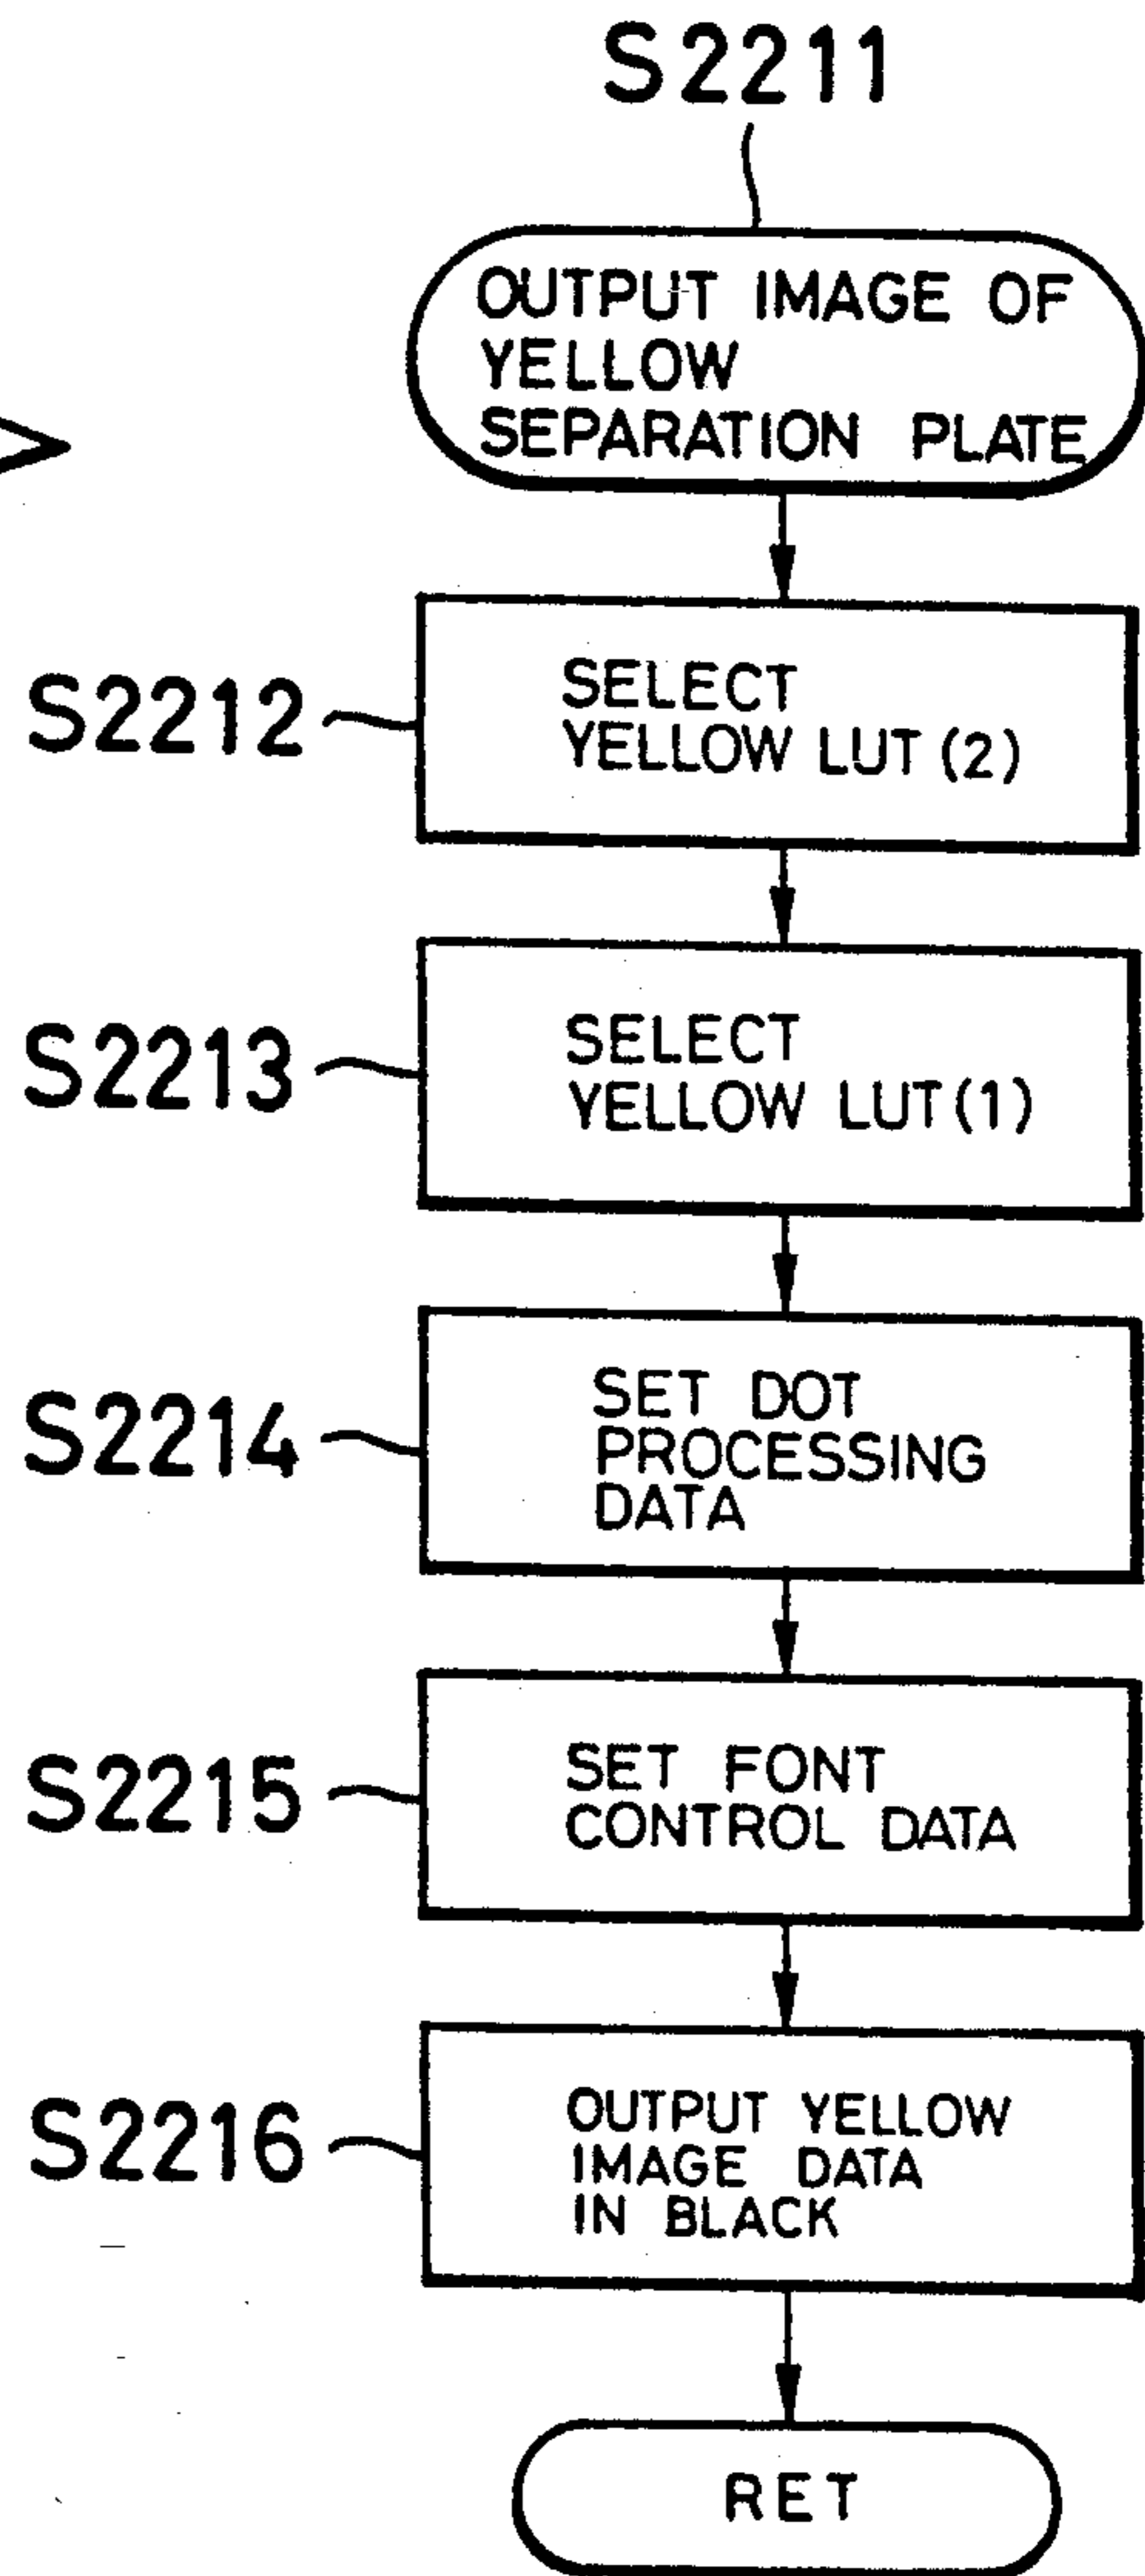 S2211
OUTPUT IMAGE OF
YELLOW
SEPARATION PLATE
S2212
SELECT
YELLOW LUT (2)
S2213
SELECT
YELLOW LUT (1)
S2214
SET DOT
PROCESSING
DATA
S2215
SET FONT
CONTROL DATA
S2216
OUTPUT YELLOW
IMAGE DATA
IN BLACK
RET